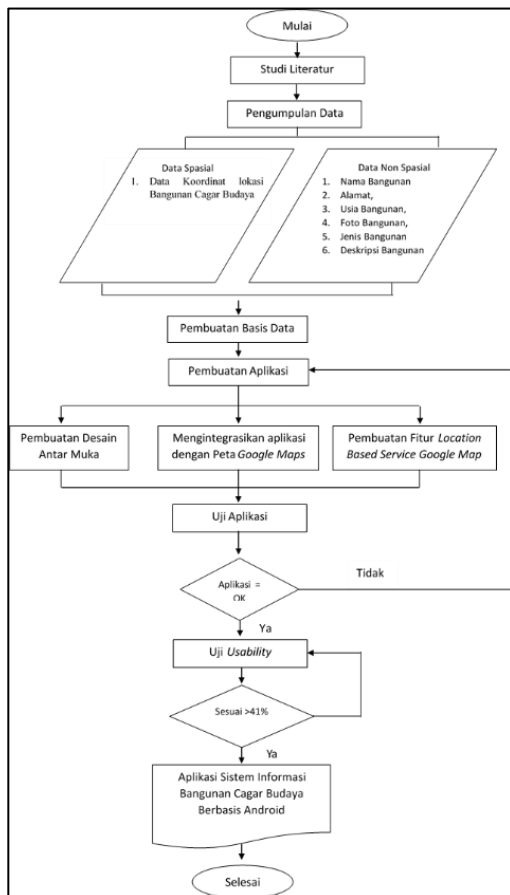 Mulai
Studi Literatur
Pengumpulan Data
Data Spasial
1. Data Koordinat lokasi
Bangunan Cagar Budaya
Data Non Spasial
1. Nama Bangunan
2. Alamat,
3. Usia Bangunan,
4. Foto Bangunan,
5. Jenis Bangunan
6. Deskripsi Bangunan
Pembuatan Basis Data
Pembuatan Aplikasi
Pembuatan Desain
Antar Muka
Mengintegrasikan aplikasi
dengan Peta Google Maps
Pembuatan Fitur Location
Based Service Google Map
Uji Aplikasi
Aplikasi =
OK
Tidak
Ya
Uji Usability
Sesuai >41%
Ya
Aplikasi Sistem Informasi
Bangunan Cagar Budaya
Berbasis Android
Selesai